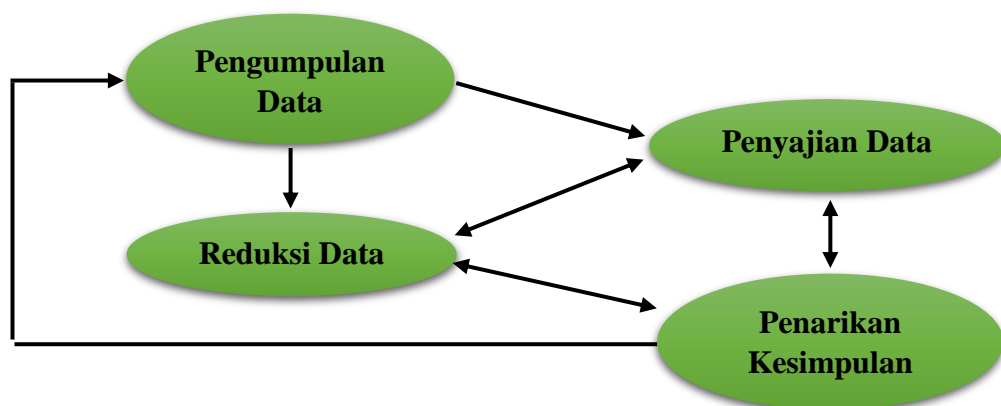 Pengumpulan
Data
Penyajian Data
Reduksi Data
Penarikan
Kesimpulan